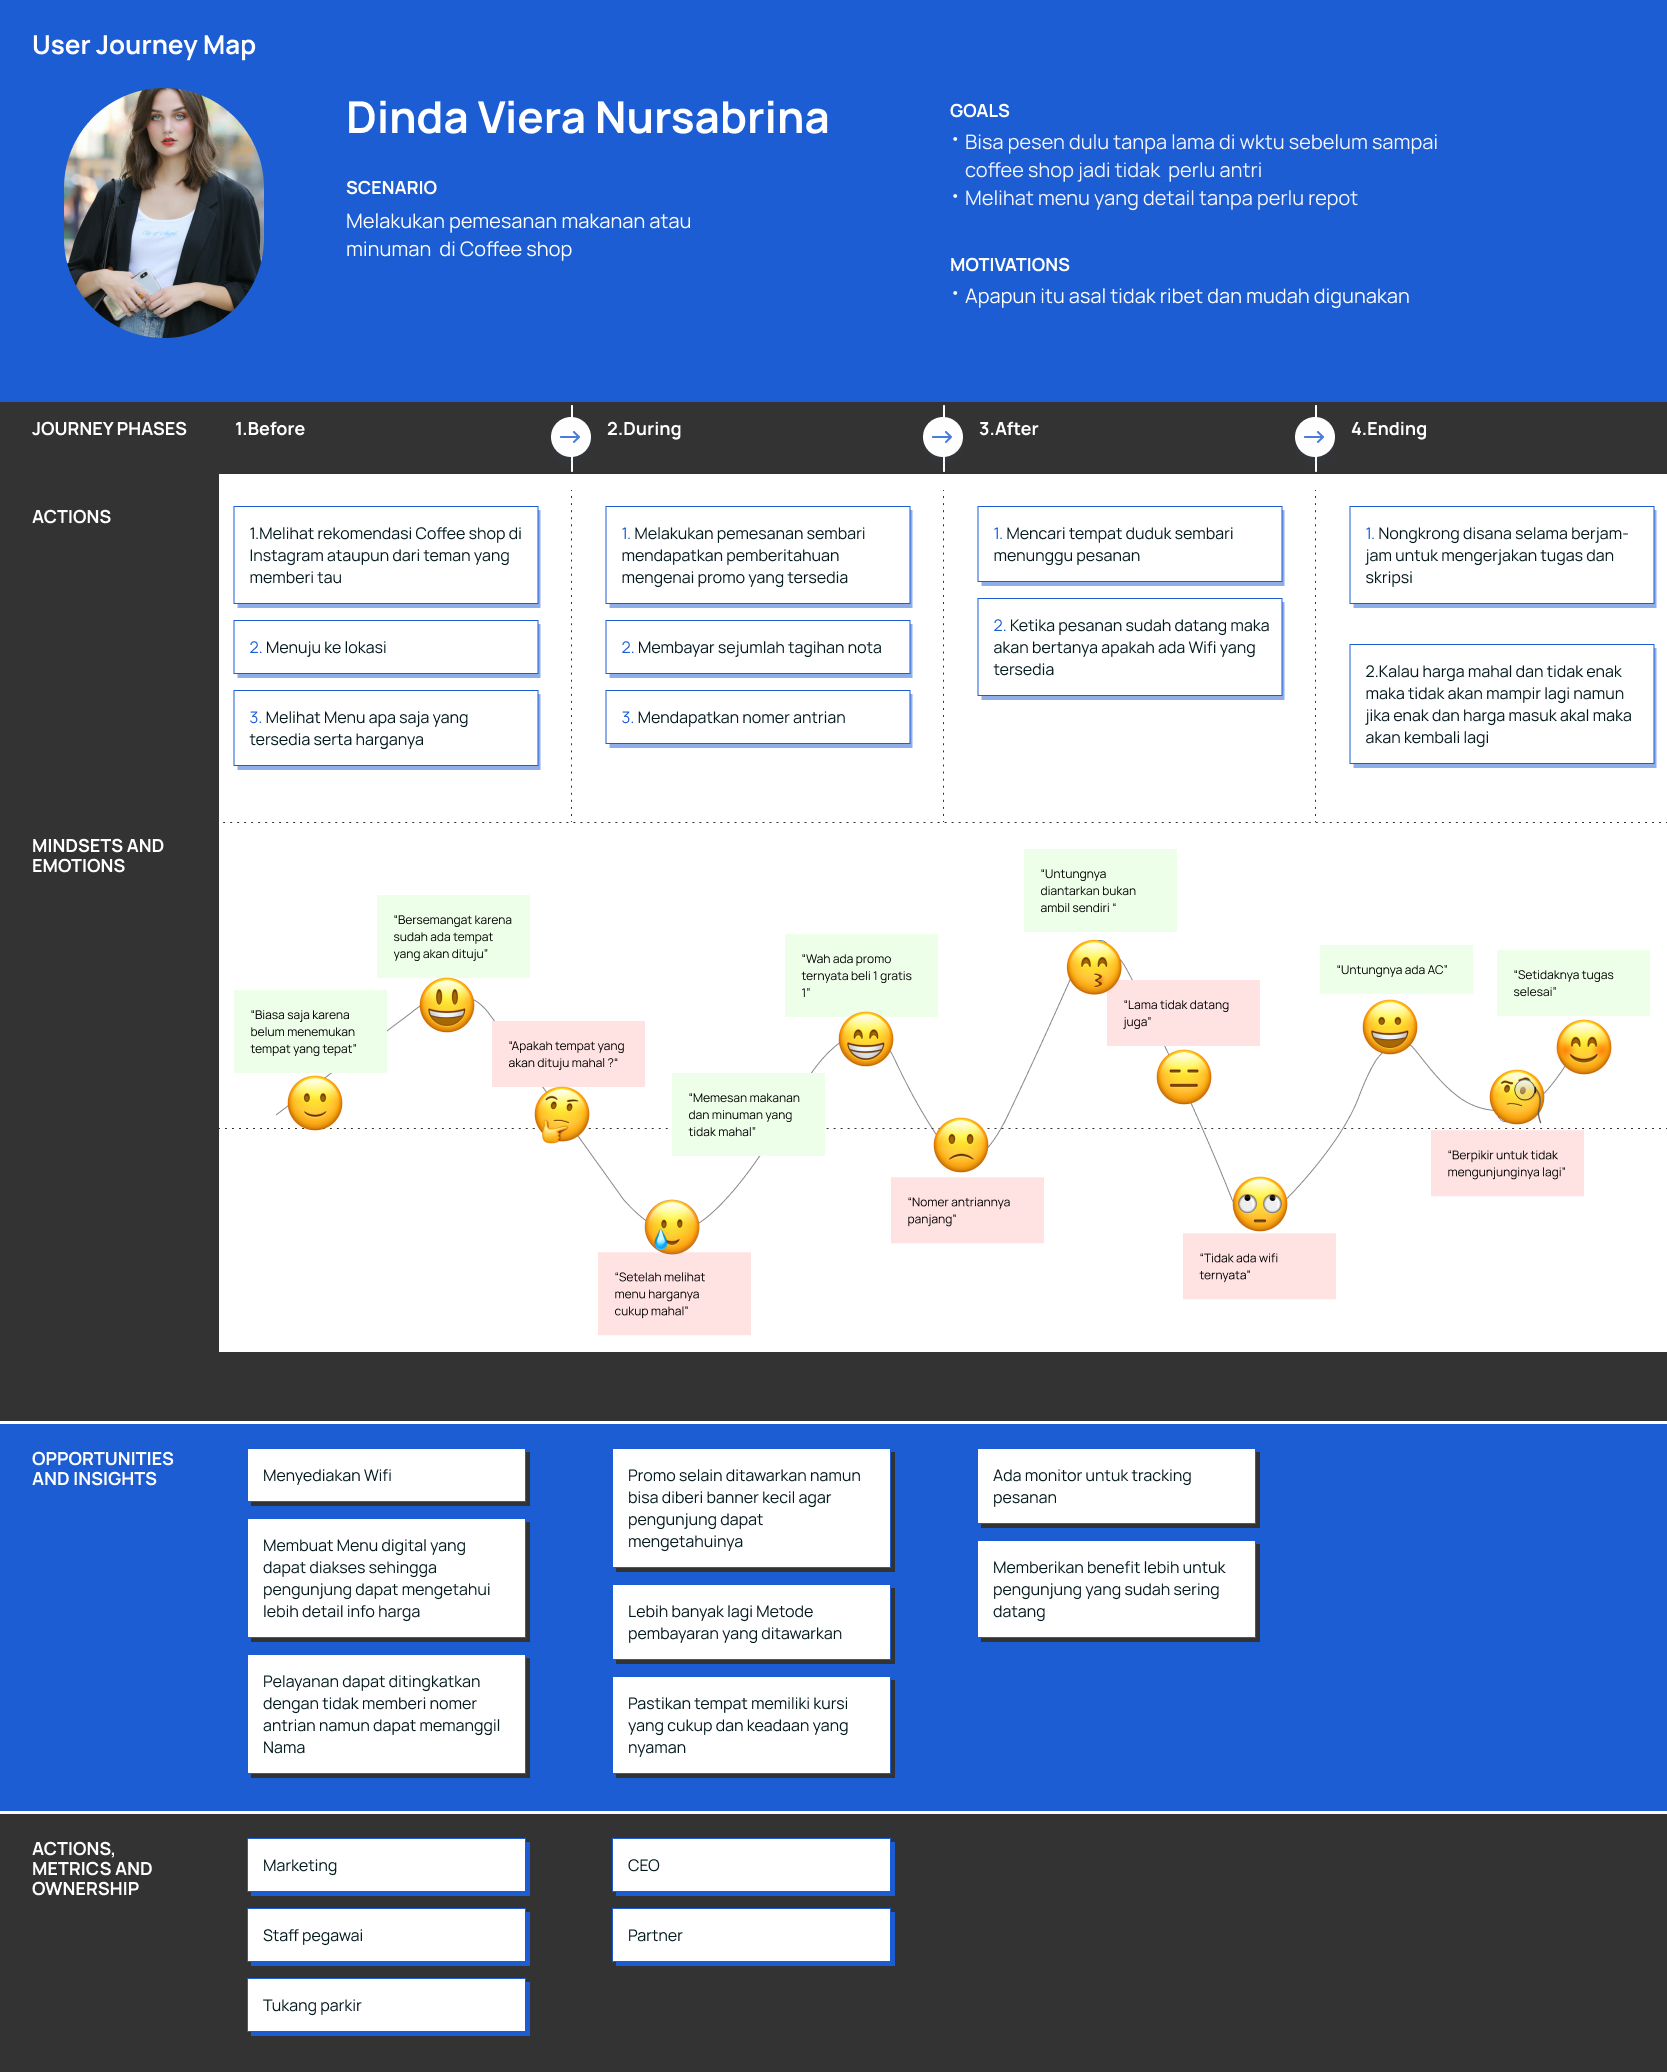 User Journey Map
Dinda Viera Nursabrina
SCENARIO
Melakukan pemesanan makanan atau
minuman  di Coffee shop
GOALS
• Bisa pesen dulu tanpa lama di wktu sebelum sampai
coffee shop jadi tidak  perlu antri
• Melihat menu yang detail tanpa perlu repot
MOTIVATIONS
• Apapun itu asal tidak ribet dan mudah digunakan
JOURNEY PHASES
1.Before
2.During
3.After
4.Ending
ACTIONS
1.Melihat rekomendasi Coffee shop di
Instagram ataupun dari teman yang
memberi tau
2. Menuju ke lokasi
3. Melihat Menu apa saja yang
tersedia serta harganya
1. Melakukan pemesanan sembari
mendapatkan pemberitahuan
mengenai promo yang tersedia
2. Membayar sejumlah tagihan nota
3. Mendapatkan nomer antrian
1. Mencari tempat duduk sembari
menunggu pesanan
2. Ketika pesanan sudah datang maka
akan bertanya apakah ada Wifi yang
tersedia
1. Nongkrong disana selama berjam-
jam untuk mengerjakan tugas dan
skripsi
2.Kalau harga mahal dan tidak enak
maka tidak akan mampir lagi namun
jika enak dan harga masuk akal maka
akan kembali lagi
MINDSETS AND
EMOTIONS
“Biasa saja karena
belum menemukan
tempat yang tepat”
“Bersemangat karena
sudah ada tempat
yang akan dituju”
“Apakah tempat yang
akan dituju mahal ?“
“Setelah melihat
menu harganya
cukup mahal”
“Memesan makanan
dan minuman yang
tidak mahal”
“Wah ada promo
ternyata beli 1 gratis
1”
“Nomer antriannya
panjang“
“Untungnya
diantarkan bukan
ambil sendiri “
“Lama tidak datang
juga”
“Tidak ada wifi
ternyata”
“Untungnya ada AC”
“Berpikir untuk tidak
mengunjunginya lagi”
“Setidaknya tugas
selesai”
OPPORTUNITIES
AND INSIGHTS
Menyediakan Wifi
Membuat Menu digital yang
dapat diakses sehingga
pengunjung dapat mengetahui
lebih detail info harga
Pelayanan dapat ditingkatkan
dengan tidak memberi nomer
antrian namun dapat memanggil
Nama
Promo selain ditawarkan namun
bisa diberi banner kecil agar
pengunjung dapat
mengetahuinya
Lebih banyak lagi Metode
pembayaran yang ditawarkan
Pastikan tempat memiliki kursi
yang cukup dan keadaan yang
nyaman
Ada monitor untuk tracking
pesanan
Memberikan benefit lebih untuk
pengunjung yang sudah sering
datang
ACTIONS,
METRICS AND
OWNERSHIP
Marketing
Staff pegawai
Tukang parkir
CEO
Partner